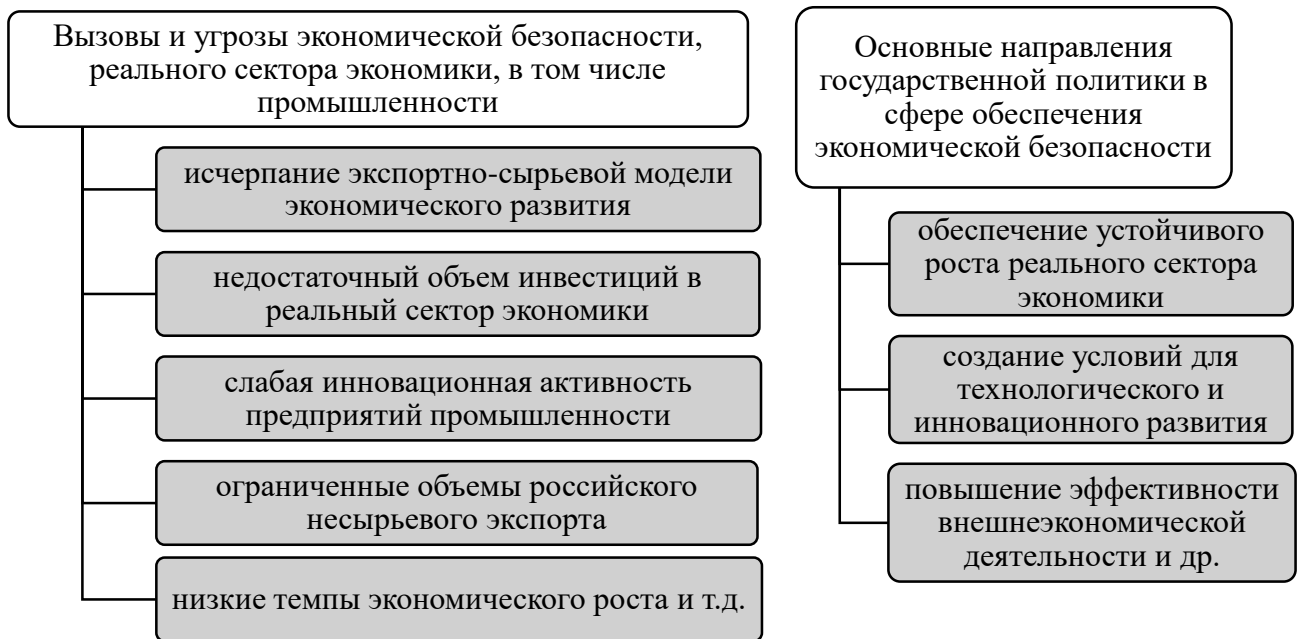 Вызовы и угрозы экономической безопасности,
реального сектора экономики, в том числе
промышленности
исчерпание экспортно-сырьевой модели
экономического развития
недостаточный объем инвестиций в
реальный сектор экономики
слабая инновационная активность
предприятий промышленности
ограниченные объемы российского
несырьевого экспорта
низкие темпы экономического роста и т.д.
Основные направления
государственной политики в
сфере обеспечения
экономической безопасности
обеспечение устойчивого
роста реального сектора
экономики
создание условий для
технологического и
инновационного развития
повышение эффективности
внешнеэкономической
деятельности и др.